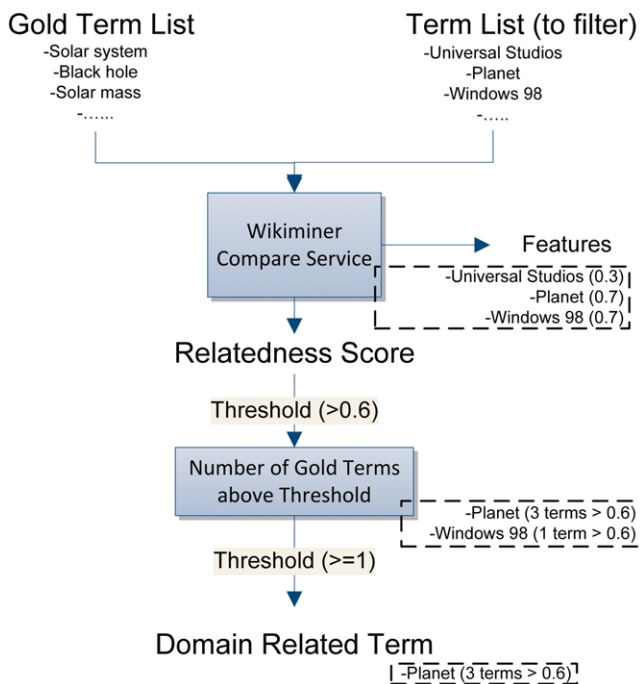 Gold Term List
-Solar system
-Black hole
-Solar mass
-……
Term List (to filter)
-Universal Studios
-Planet
-Windows 98
-…..
Wikiminer
Compare Service
Features
-Universal Studios (0.3)
-Planet (0.7)
-Windows 98 (0.7)
Relatedness Score
Threshold (>0.6)
Number of Gold Terms
above Threshold
-Planet (3 terms > 0.6)
-Windows 98 (1 term > 0.6)
Threshold (>=1)
Domain Related Term
-Planet (3 terms > 0.6)